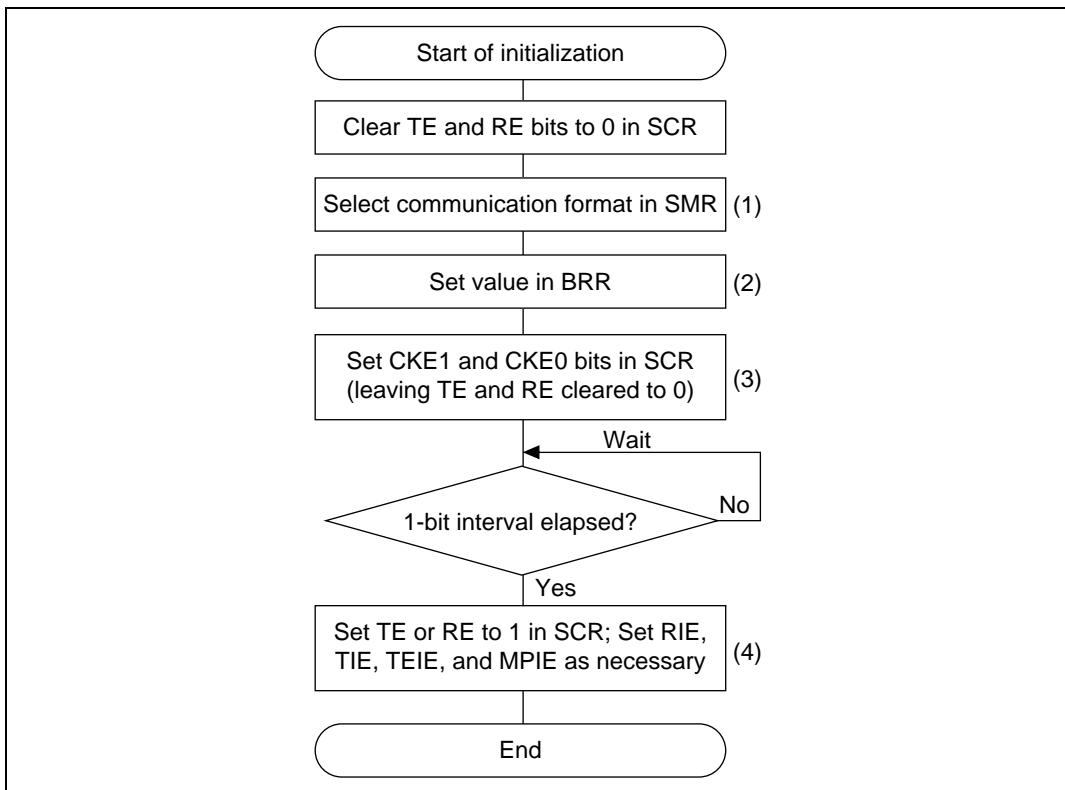 Start of initialization
Clear TE and RE bits to 0 in SCR
Select communication format in SMR (1)
Set value in BRR (2)
Set CKE1 and CKE0 bits in SCR
(leaving TE and RE cleared to 0) (3)
Wait
1-bit interval elapsed? No
Yes
Set TE or RE to 1 in SCR; Set RIE,
TIE, TEIE, and MPIE as necessary (4)
End